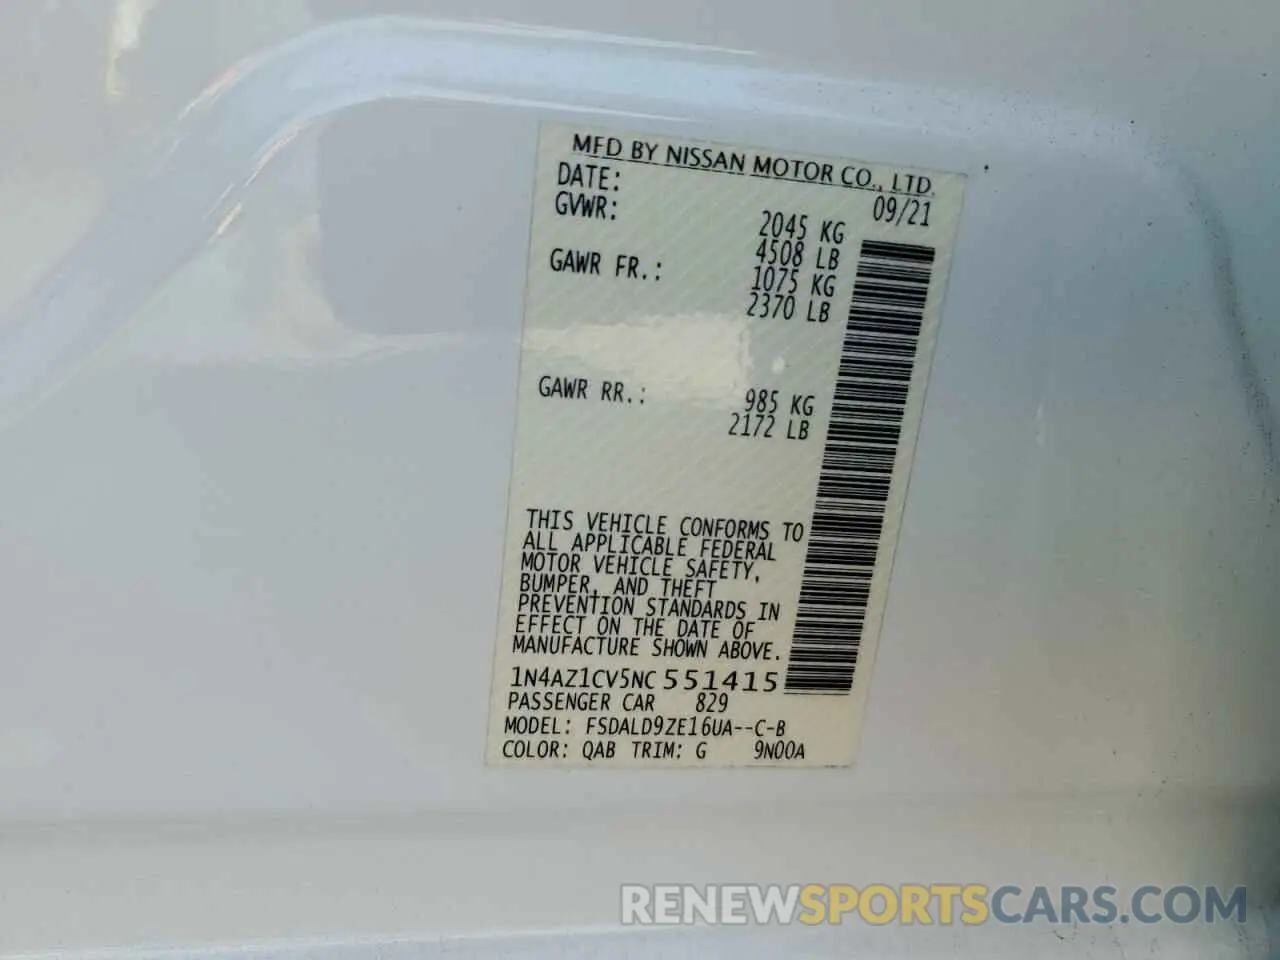 MFD BY NISSAN MOTOR CO., LTD.
DATE: 09/21
GVWR: 2045 KG
4508 LB
GAWR FR.: 1075 KG
2370 LB
GAWR RR.: 985 KG
2172 LB
THIS VEHICLE CONFORMS TO
ALL APPLICABLE FEDERAL
MOTOR VEHICLE SAFETY,
BUMPER, AND THEFT
PREVENTION STANDARDS IN
EFFECT ON THE DATE OF
MANUFACTURE SHOWN ABOVE.
1N4AZ1CV5NC551415
PASSENGER CAR 829
MODEL: FSDALD9ZE16UA--C-B
COLOR: QAB TRIM: G 9N00A
RENEWSPORTSCARS.COM